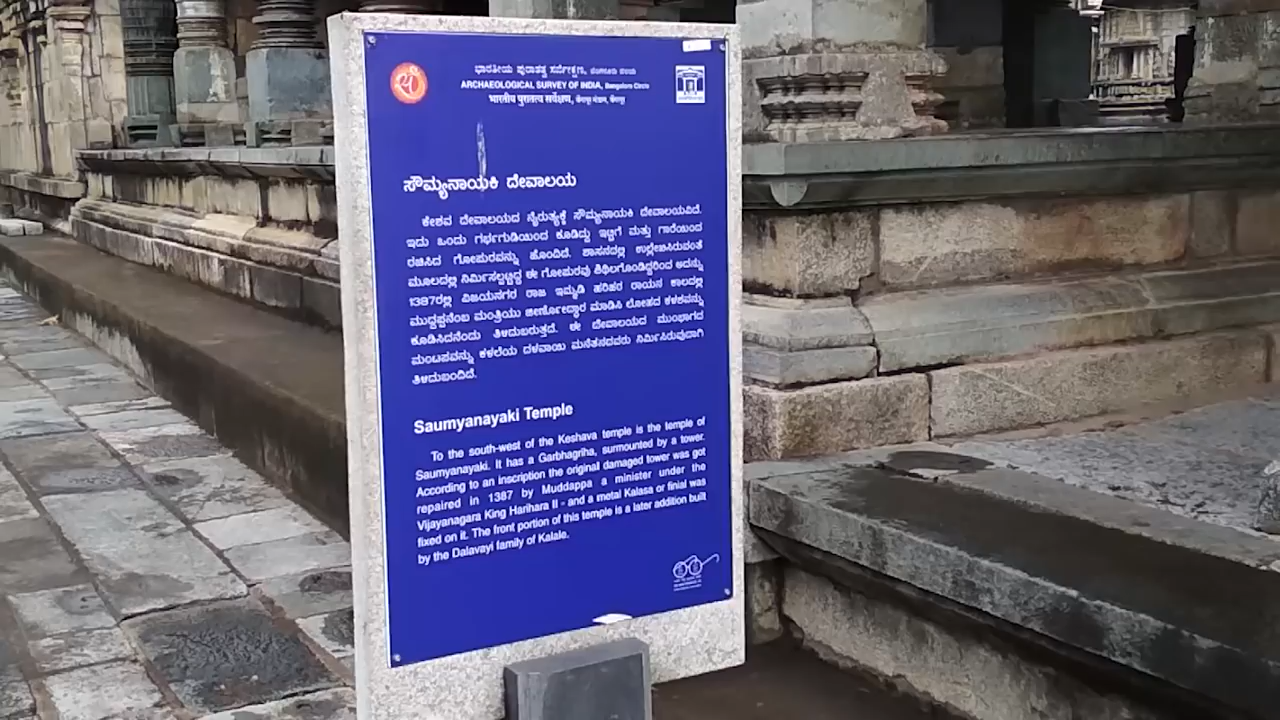 ಭಾರತೀಯ ಪುರಾತತ್ವ ಸರ್ವೇಕ್ಷಣ, ಬೆಂಗಳೂರು ವಲಯ
ARCHAEOLOGICAL SURVEY OF INDIA, Bangalore Circle
भारतीय पुरातत्व सर्वेक्षण, बेंगलूर मंडल, बेंगलूर
ಸೌಮ್ಯನಾಯಕಿ ದೇವಾಲಯ
ಕೇಶವ ದೇವಾಲಯದ ನೈರುತ್ಯಕ್ಕೆ ಸೌಮ್ಯನಾಯಕಿ ದೇವಾಲಯವಿದೆ.
ಇದು ಒಂದು ಗರ್ಭಗುಡಿಯಿಂದ ಕೂಡಿದ್ದು ಇಟ್ಟಿಗೆ ಮತ್ತು ಗಾರೆಯಿಂದ
ರಚಿಸಿದ ಗೋಪುರವನ್ನು ಹೊಂದಿದೆ. ಶಾಸನದಲ್ಲಿ ಉಲ್ಲೇಖಿಸಿರುವಂತೆ
ಮೂಲದಲ್ಲಿ ನಿರ್ಮಿಸಲ್ಪಟ್ಟಿದ್ದ ಈ ಗೋಪುರವು ಶಿಥಿಲಗೊಂಡಿದ್ದರಿಂದ ಅದನ್ನು
1387ರಲ್ಲಿ ವಿಜಯನಗರ ರಾಜ ಇಮ್ಮಡಿ ಹರಿಹರ ರಾಯನ ಕಾಲದಲ್ಲಿ
ಮುದ್ದಪ್ಪನೆಂಬ ಮಂತ್ರಿಯು ಜೀರ್ಣೋದ್ಧಾರ ಮಾಡಿಸಿ ಲೋಹದ ಕಳಶವನ್ನು
ಕೂಡಿಸಿದನೆಂದು ತಿಳಿದುಬರುತ್ತದೆ. ಈ ದೇವಾಲಯದ ಮುಂಭಾಗದ
ಮಂಟಪವನ್ನು ಕಳಲೆಯ ದಳವಾಯಿ ಮನೆತನದವರು ನಿರ್ಮಿಸಿರುವುದಾಗಿ
ತಿಳಿದುಬಂದಿದೆ.
Saumyanayaki Temple
To the south-west of the Keshava temple is the temple of
Saumyanayaki. It has a Garbhagriha, surmounted by a tower.
According to an inscription the original damaged tower was got
repaired in 1387 by Muddappa a minister under the
Vijayanagara King Harihara II - and a metal Kalasa or finial was
fixed on it. The front portion of this temple is a later addition built
by the Dalavayi family of Kalale.